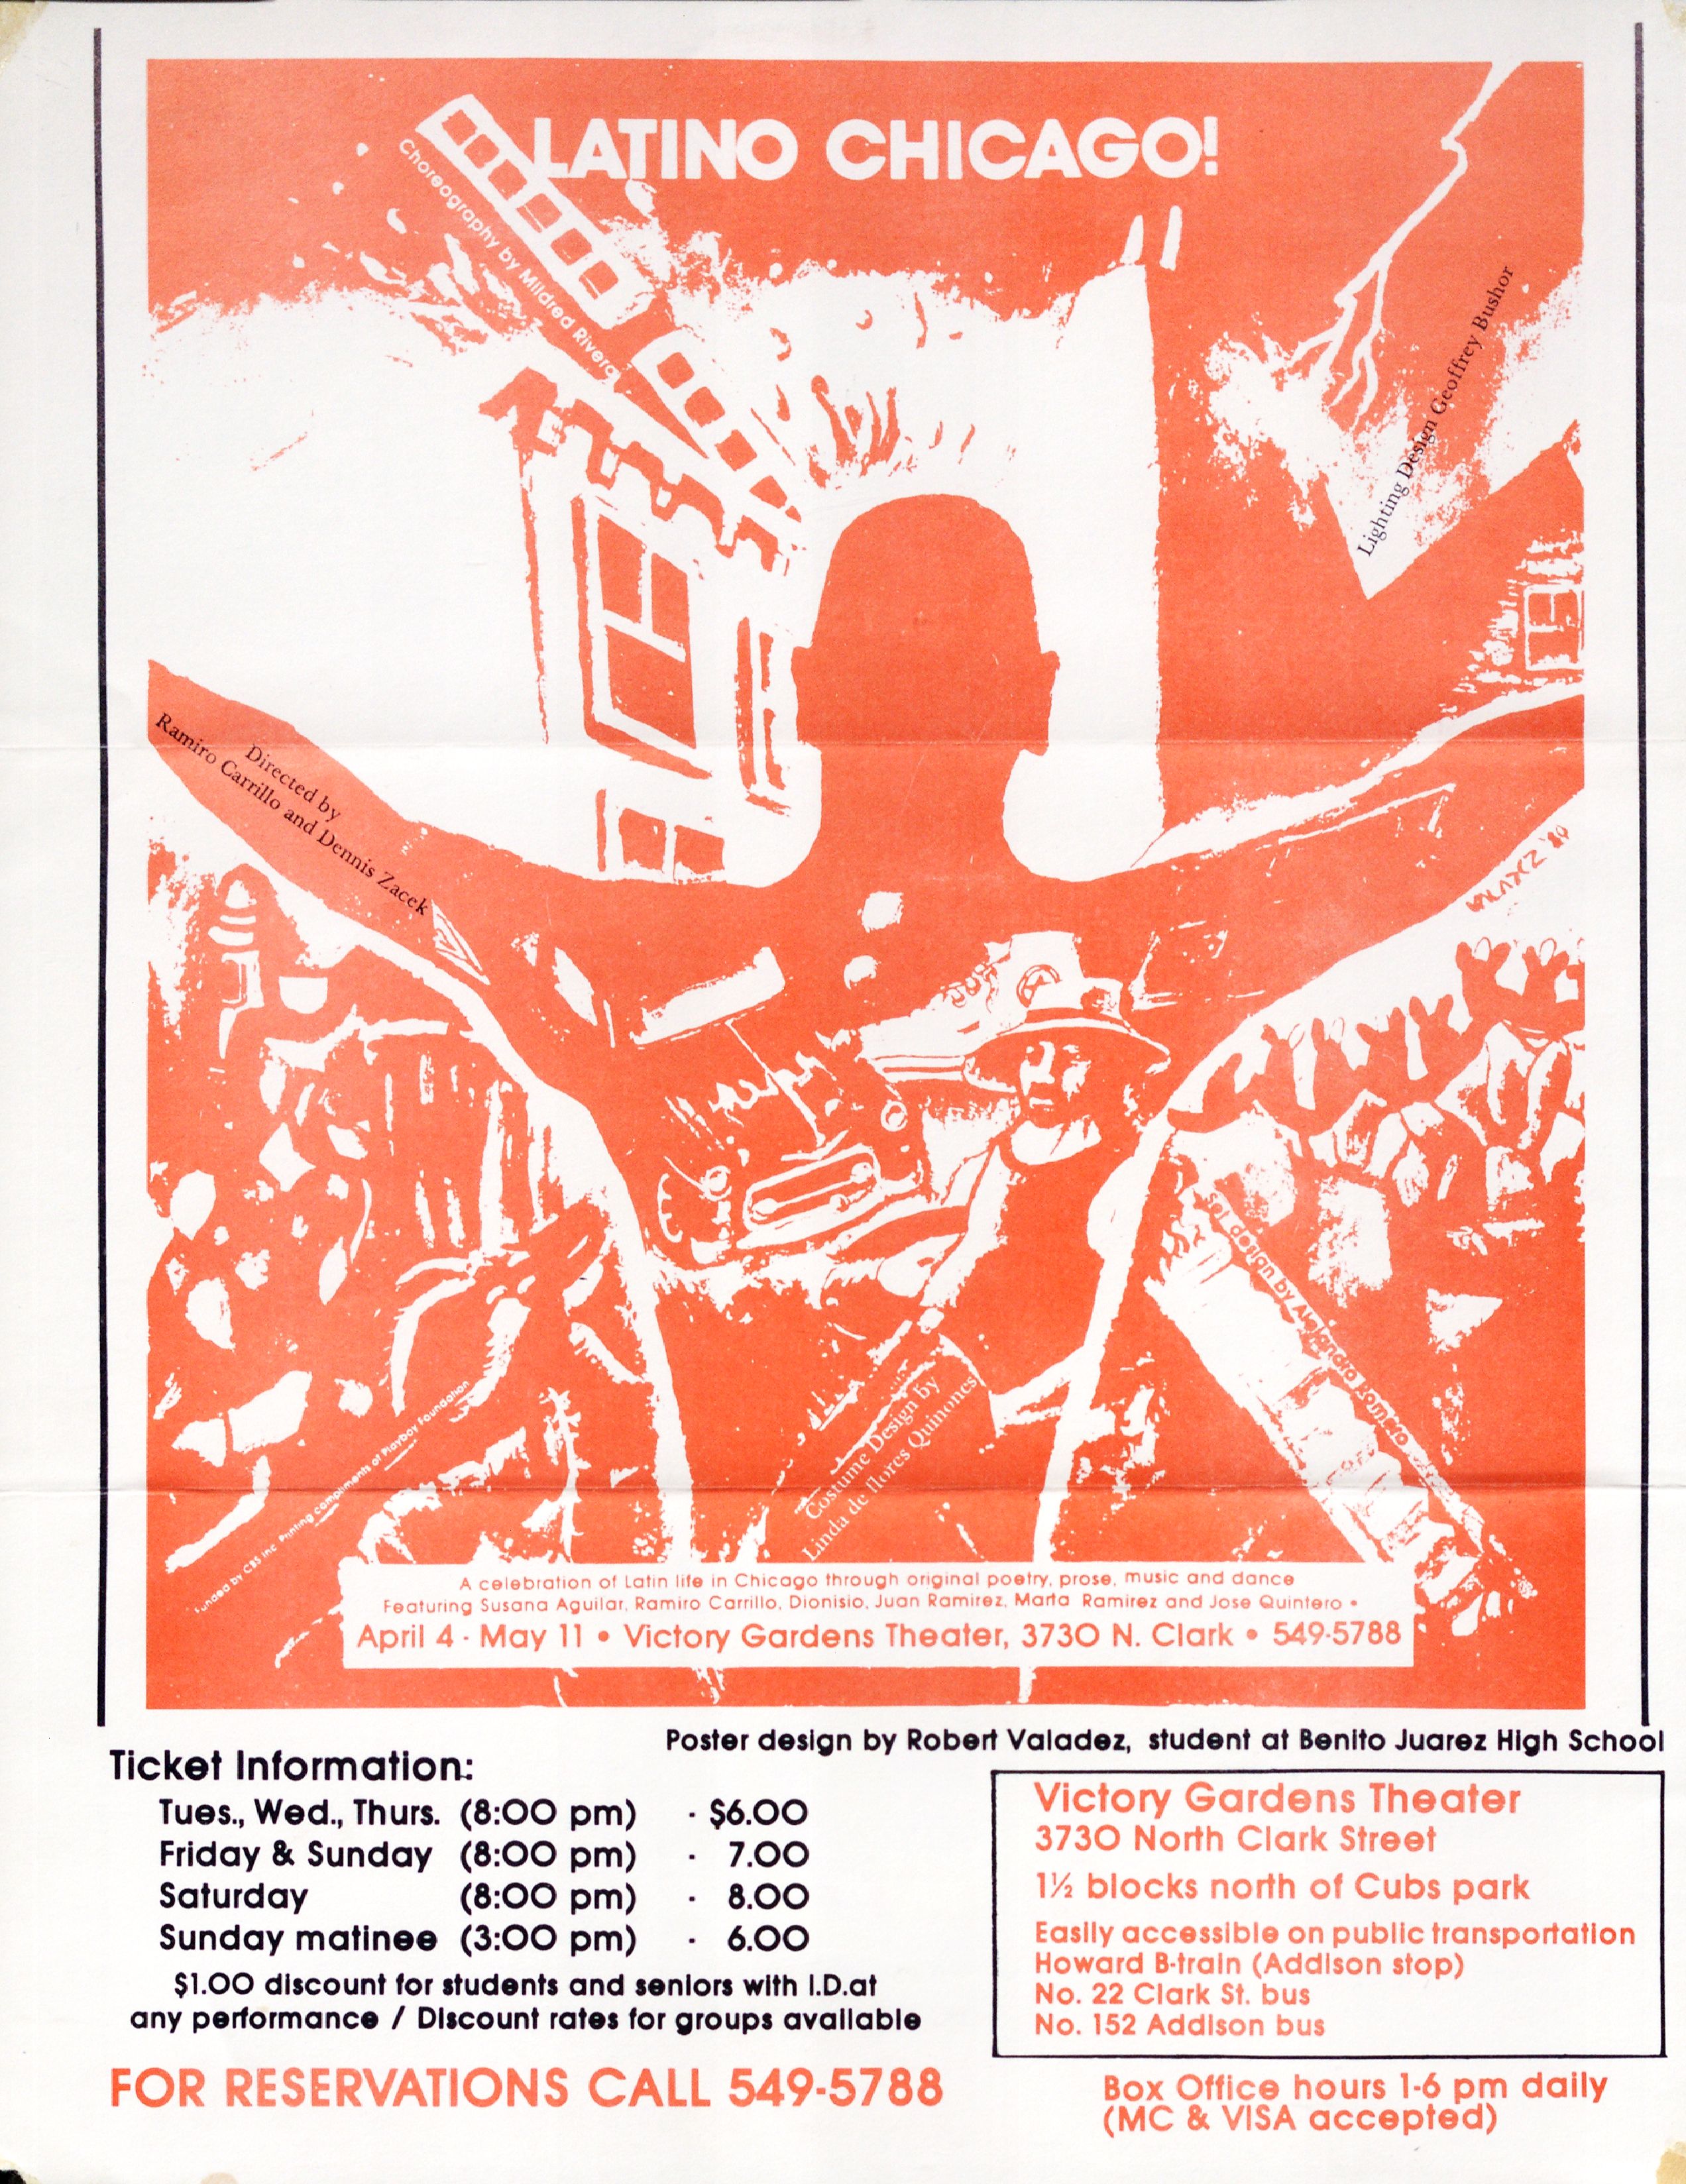 LATINO CHICAGO!
Choreography by Mildred Rivera
Lighting Design Geoffrey Bushor
Directed by
Ramiro Carrillo and Dennis Zacek
VALADEZ '80
Set design by Alejandro Romero
Costume Design by
Linda de flores Quinones
Funded by CBS Inc Printing compliments of Playboy Foundation
A celebration of Latin life in Chicago through original poetry, prose, music and dance
Featuring Susana Aguilar, Ramiro Carrillo, Dionisio, Juan Ramirez, Marta Ramirez and Jose Quintero •
April 4 - May 11 • Victory Gardens Theater, 3730 N. Clark • 549-5788
Poster design by Robert Valadez, student at Benito Juarez High School
Ticket Information:
Tues., Wed., Thurs. (8:00 pm) - $6.00
Friday & Sunday (8:00 pm) - 7.00
Saturday (8:00 pm) - 8.00
Sunday matinee (3:00 pm) - 6.00
$1.00 discount for students and seniors with I.D.at
any performance / Discount rates for groups available
FOR RESERVATIONS CALL 549-5788
Victory Gardens Theater
3730 North Clark Street
1½ blocks north of Cubs park
Easily accessible on public transportation
Howard B-train (Addison stop)
No. 22 Clark St. bus
No. 152 Addison bus
Box Office hours 1-6 pm daily
(MC & VISA accepted)